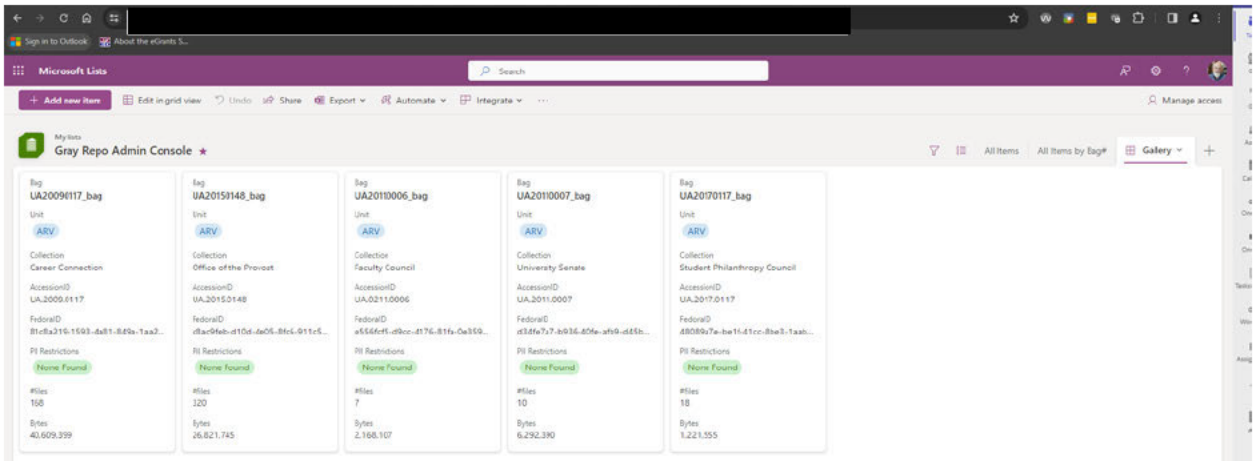 Sign in to Outlook
About the eGrants S...
Microsoft Lists
Search
Add new item
Edit in grid view
Undo
Share
Export
Automate
Integrate
Manage access
My lists
Gray Repo Admin Console
All Items
All Items by Bag#
Gallery
Bag
UA20090117_bag
Unit
ARV
Collection
Career Connection
AccessionID
UA.2009.0117
FedoraID
PII Restrictions
None Found
#files
168
Bytes
40,609,399
Bag
UA20150148_bag
Unit
ARV
Collection
Office of the Provost
AccessionID
UA.2015.0148
FedoraID
PII Restrictions
None Found
#files
320
Bytes
26,821,745
Bag
UA20110006_bag
Unit
ARV
Collection
Faculty Council
AccessionID
UA.0211.0006
FedoraID
PII Restrictions
None Found
#files
7
Bytes
2,168,107
Bag
UA20110007_bag
Unit
ARV
Collection
University Senate
AccessionID
UA.2011.0007
FedoraID
PII Restrictions
None Found
#files
10
Bytes
6,292,390
Bag
UA20170117_bag
Unit
ARV
Collection
Student Philanthropy Council
AccessionID
UA.2017.0117
FedoraID
PII Restrictions
None Found
#files
18
Bytes
1,221,555